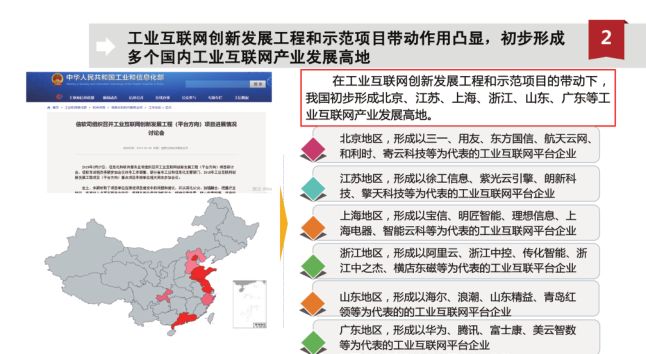 工业互联网创新发展工程和示范项目带动作用凸显，初步形成
多个国内工业互联网产业发展高地
2
中华人民共和国工业和信息化部
信软司组织召开工业互联网创新发展工程（平台方向）项目进展情况
讨论会
在工业互联网创新发展工程和示范项目的带动下，
我国初步形成北京、江苏、上海、浙江、山东、广东等工
业互联网产业发展高地。
北京地区，形成以三一、用友、东方国信、航天云网、
和利时、寄云科技等为代表的工业互联网平台企业
江苏地区，形成以徐工信息、紫光云引擎、朗新科
技、擎天科技等为代表的工业互联网平台企业
上海地区，形成以宝信、明匠智能、理想信息、上
海电器、智能云科等为代表的工业互联网平台企业
浙江地区，形成以阿里云、浙江中控、传化智能、浙
江中之杰、横店东磁等为代表的工业互联平台企业
山东地区，形成以海尔、浪潮、山东精益、青岛红
领等为代表的的工业互联网平台企业
广东地区，形成以华为、腾讯、富士康、美云智数
等为代表的工业互联网平台企业